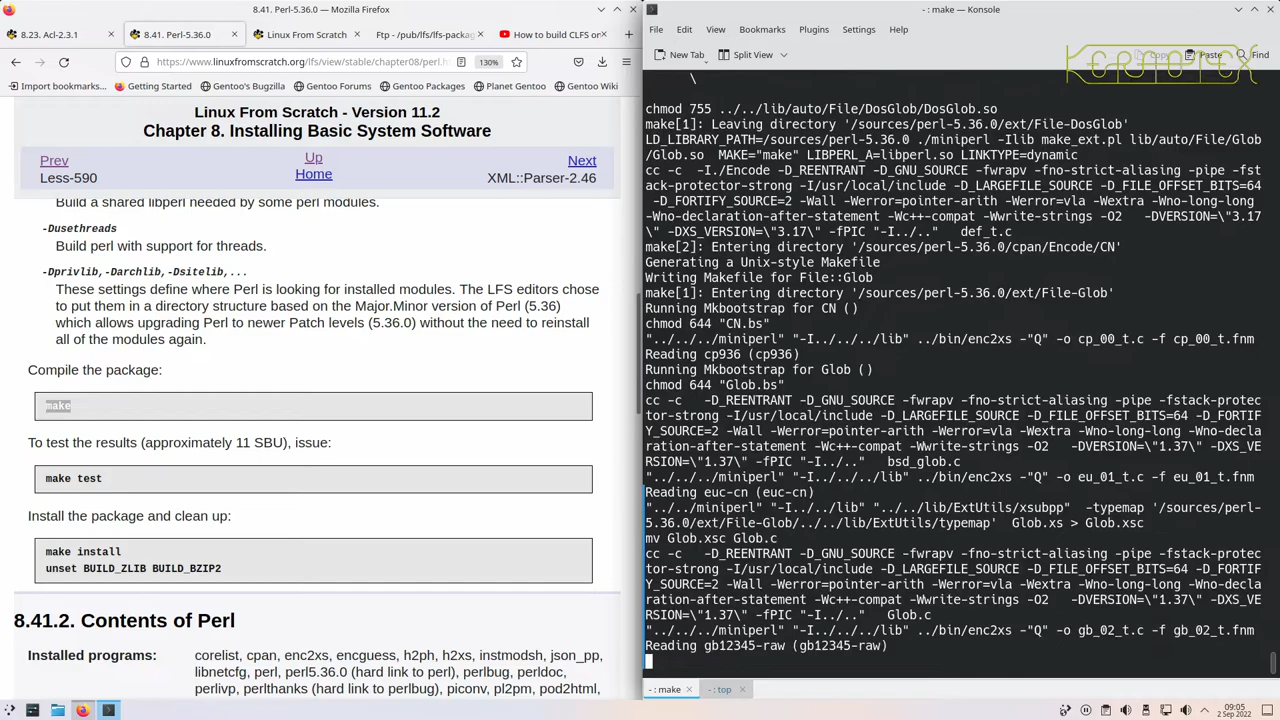 8.41. Perl-5.36.0 — Mozilla Firefox
8.23. Acl-2.3.1
8.41. Perl-5.36.0
Linux From Scratch
Ftp - /pub/lfs/lfs-packag
How to build CLFS on
https://www.linuxfromscratch.org/lfs/view/stable/chapter08/perl.h
130%
Import bookmarks...
Getting Started
Gentoo's Bugzilla
Gentoo Forums
Gentoo Packages
Planet Gentoo
Gentoo Wiki
Linux From Scratch - Version 11.2
Chapter 8. Installing Basic System Software
Prev
Up
Next
Less-590
Home
XML::Parser-2.46
Build a shared libperl needed by some perl modules.
-Dusethreads
Build perl with support for threads.
-Dprivlib,-Darchlib,-Dsitelib,...
These settings define where Perl is looking for installed modules. The LFS editors chose
to put them in a directory structure based on the Major.Minor version of Perl (5.36)
which allows upgrading Perl to newer Patch levels (5.36.0) without the need to reinstall
all of the modules again.
Compile the package:
make
To test the results (approximately 11 SBU), issue:
make test
Install the package and clean up:
make install
unset BUILD_ZLIB BUILD_BZIP2
8.41.2. Contents of Perl
Installed programs:
corelist, cpan, enc2xs, encguess, h2ph, h2xs, instmodsh, json_pp,
libnetcfg, perl, perl5.36.0 (hard link to perl), perlbug, perldoc,
perlivp, perlthanks (hard link to perlbug), piconv, pl2pm, pod2html,
- : make — Konsole
File
Edit
View
Bookmarks
Plugins
Settings
Help
New Tab
Split View
Copy
Paste
Find
KERNOTEX
\
chmod 755 ../../lib/auto/File/DosGlob/DosGlob.so
make[1]: Leaving directory '/sources/perl-5.36.0/ext/File-DosGlob'
LD_LIBRARY_PATH=/sources/perl-5.36.0 ./miniperl -Ilib make_ext.pl lib/auto/File/Glob
/Glob.so  MAKE="make" LIBPERL_A=libperl.so LINKTYPE=dynamic
cc -c  -I./Encode -D_REENTRANT -D_GNU_SOURCE -fwrapv -fno-strict-aliasing -pipe -fst
ack-protector-strong -I/usr/local/include -D_LARGEFILE_SOURCE -D_FILE_OFFSET_BITS=64
 -D_FORTIFY_SOURCE=2 -Wall -Werror=pointer-arith -Werror=vla -Wextra -Wno-long-long
-Wno-declaration-after-statement -Wc++-compat -Wwrite-strings -O2   -DVERSION=\"3.17
\" -DXS_VERSION=\"3.17\" -fPIC "-I../.."   def_t.c
make[2]: Entering directory '/sources/perl-5.36.0/cpan/Encode/CN'
Generating a Unix-style Makefile
Writing Makefile for File::Glob
make[1]: Entering directory '/sources/perl-5.36.0/ext/File-Glob'
Running Mkbootstrap for CN ()
chmod 644 "CN.bs"
"../../../miniperl" "-I../../../lib" ../bin/enc2xs -"Q" -o cp_00_t.c -f cp_00_t.fnm
Reading cp936 (cp936)
Running Mkbootstrap for Glob ()
chmod 644 "Glob.bs"
cc -c   -D_REENTRANT -D_GNU_SOURCE -fwrapv -fno-strict-aliasing -pipe -fstack-protec
tor-strong -I/usr/local/include -D_LARGEFILE_SOURCE -D_FILE_OFFSET_BITS=64 -D_FORTIF
Y_SOURCE=2 -Wall -Werror=pointer-arith -Werror=vla -Wextra -Wno-long-long -Wno-decla
ration-after-statement -Wc++-compat -Wwrite-strings -O2   -DVERSION=\"1.37\" -DXS_VE
RSION=\"1.37\" -fPIC "-I../.."   bsd_glob.c
"../../../miniperl" "-I../../../lib" ../bin/enc2xs -"Q" -o eu_01_t.c -f eu_01_t.fnm
Reading euc-cn (euc-cn)
"../../miniperl" "-I../../lib" "../../lib/ExtUtils/xsubpp"  -typemap '/sources/perl-
5.36.0/ext/File-Glob/../../lib/ExtUtils/typemap'  Glob.xs > Glob.xsc
mv Glob.xsc Glob.c
cc -c   -D_REENTRANT -D_GNU_SOURCE -fwrapv -fno-strict-aliasing -pipe -fstack-protec
tor-strong -I/usr/local/include -D_LARGEFILE_SOURCE -D_FILE_OFFSET_BITS=64 -D_FORTIF
Y_SOURCE=2 -Wall -Werror=pointer-arith -Werror=vla -Wextra -Wno-long-long -Wno-decla
ration-after-statement -Wc++-compat -Wwrite-strings -O2   -DVERSION=\"1.37\" -DXS_VE
RSION=\"1.37\" -fPIC "-I../.."   Glob.c
"../../../miniperl" "-I../../../lib" ../bin/enc2xs -"Q" -o gb_02_t.c -f gb_02_t.fnm
Reading gb12345-raw (gb12345-raw)
- : make
- : top
09:05
2 Sep 2022